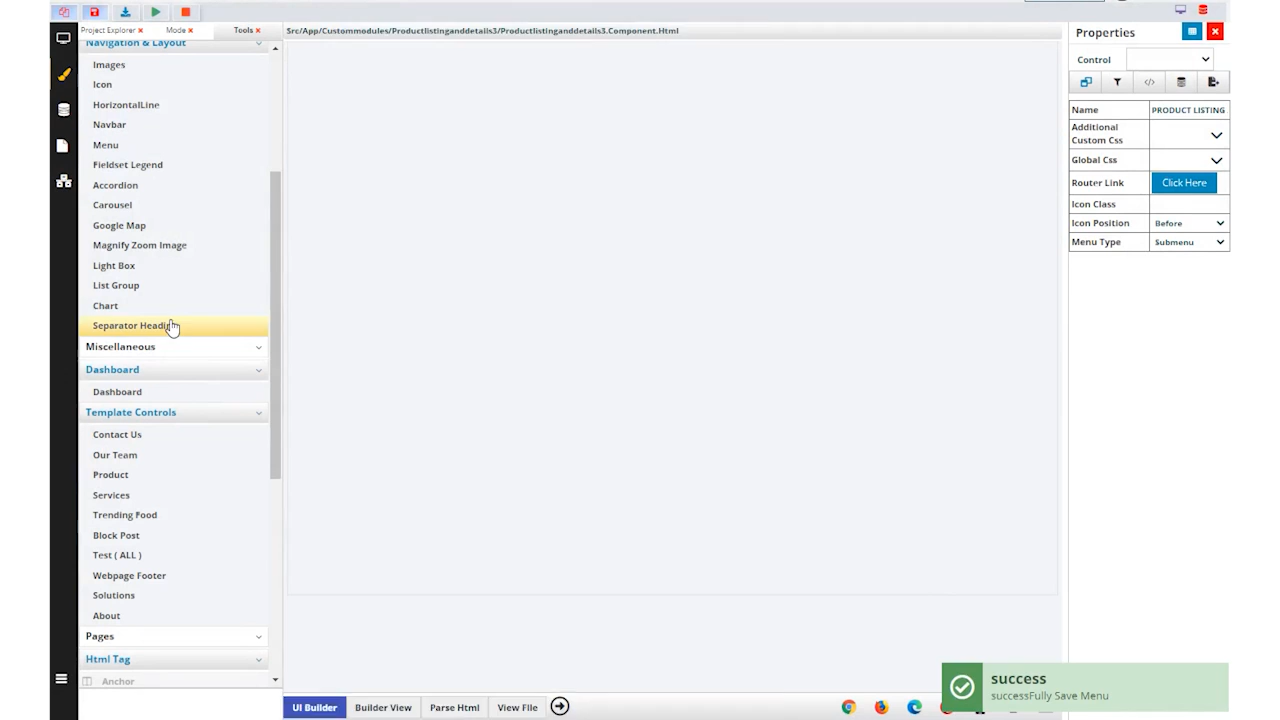 Project Explorer × Mode × Tools ×
Src/App/Custommodules/Productlistinganddetails3/Productlistinganddetails3.Component.Html
Navigation & Layout
Images
Icon
HorizontalLine
Navbar
Menu
Fieldset Legend
Accordion
Carousel
Google Map
Magnify Zoom Image
Light Box
List Group
Chart
Separator Heading
Miscellaneous
Dashboard
Dashboard
Template Controls
Contact Us
Our Team
Product
Services
Trending Food
Block Post
Test ( ALL )
Webpage Footer
Solutions
About
Pages
Html Tag
Anchor
UI Builder Builder View Parse Html View File
Properties
Control
Name PRODUCT LISTING
Additional
Custom Css
Global Css
Router Link Click Here
Icon Class
Icon Position Before
Menu Type Submenu
success
successFully Save Menu